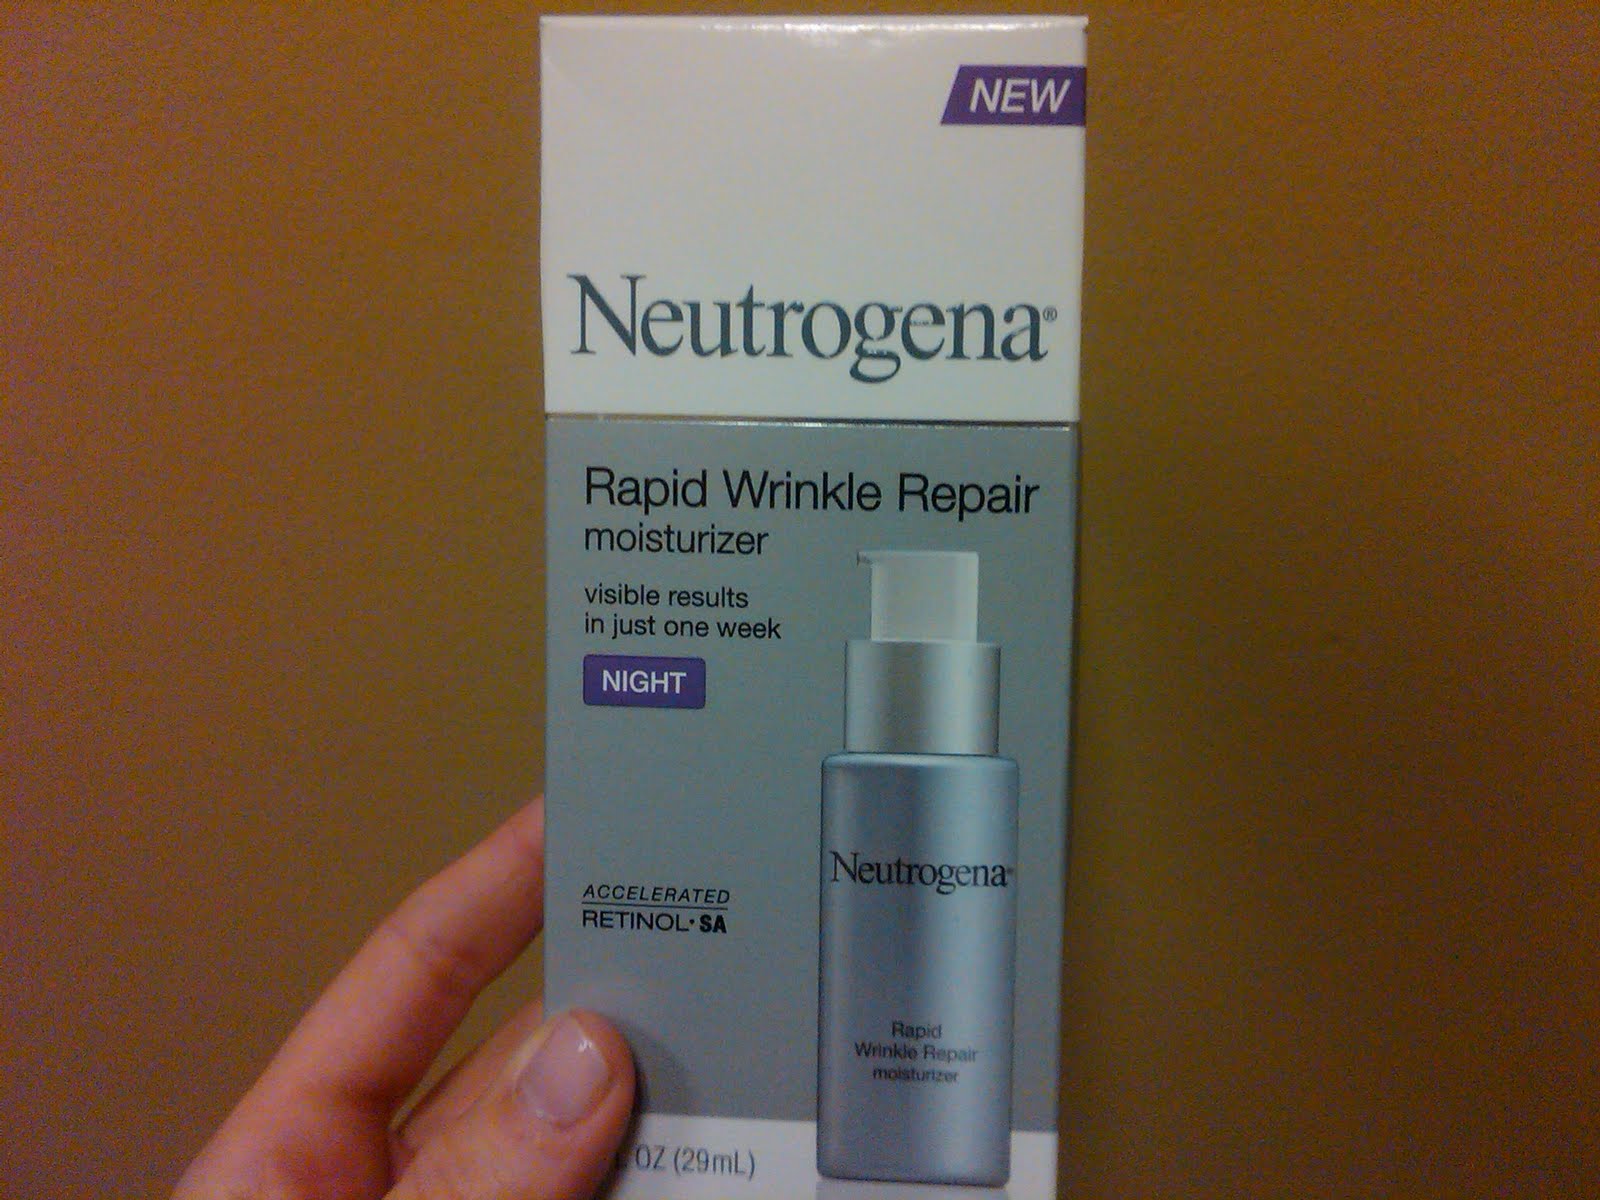 NEW
Neutrogena®
Rapid Wrinkle Repair
moisturizer
visible results
in just one week
NIGHT
ACCELERATED
RETINOL•SA
Neutrogena®
Rapid
Wrinkle Repair
moisturizer
OZ (29mL)